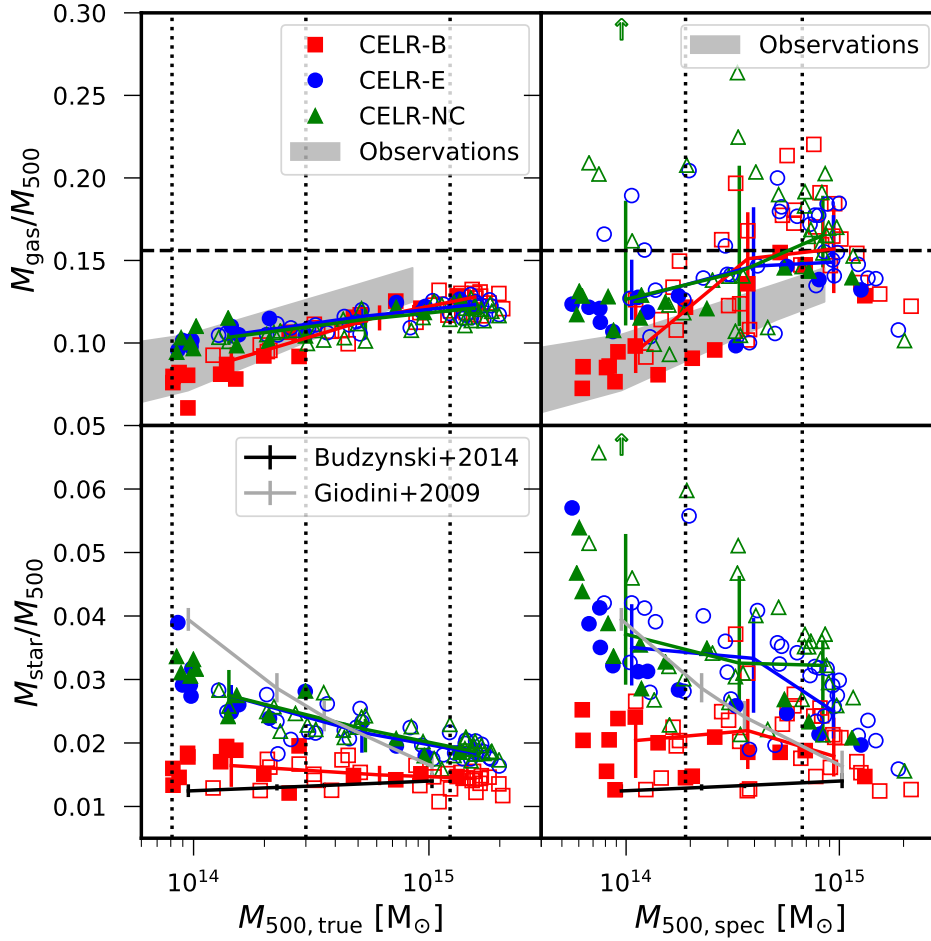 0.30
0.25
0.20
0.15
0.10
0.05
M_gas/M_500
CELR-B
CELR-E
CELR-NC
Observations
Observations
0.06
0.05
0.04
0.03
0.02
0.01
M_star/M_500
Budzynski+2014
Giodini+2009
10^14
10^15
10^14
10^15
M_500, true [M_⊙]
M_500, spec [M_⊙]